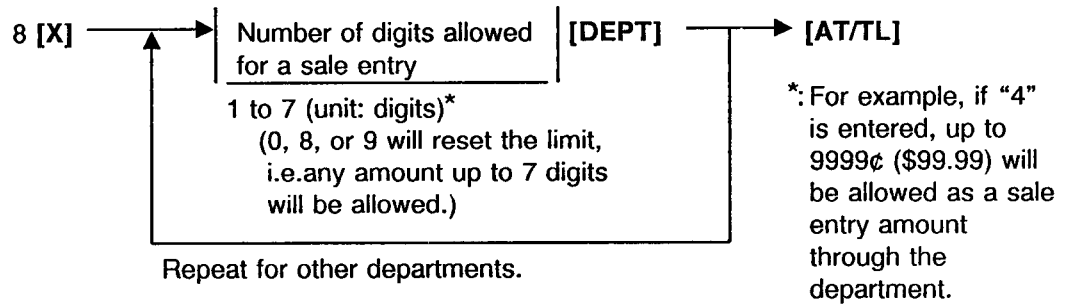 8 [X]
Number of digits allowed
for a sale entry
[DEPT]
[AT/TL]
1 to 7 (unit: digits)*
(0, 8, or 9 will reset the limit,
i.e.any amount up to 7 digits
will be allowed.)
Repeat for other departments.
*: For example, if “4”
is entered, up to
9999¢ ($99.99) will
be allowed as a sale
entry amount
through the
department.